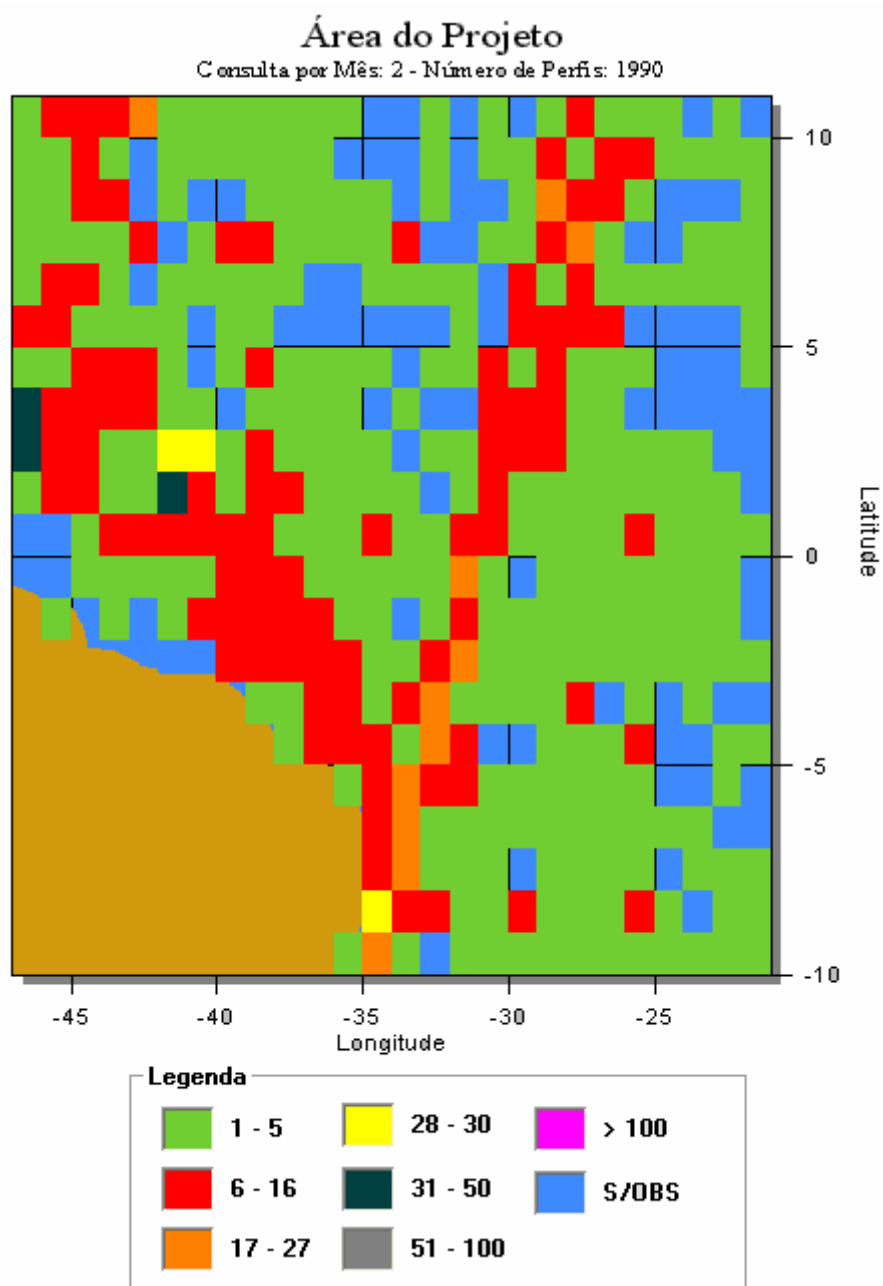 Área do Projeto
Consulta por Mês: 2 - Número de Perfis: 1990
10
5
0
-5
-10
Latitude
-45 -40 -35 -30 -25
Longitude
Legenda
1 - 5 28 - 30 > 100
6 - 16 31 - 50 S/OBS
17 - 27 51 - 100